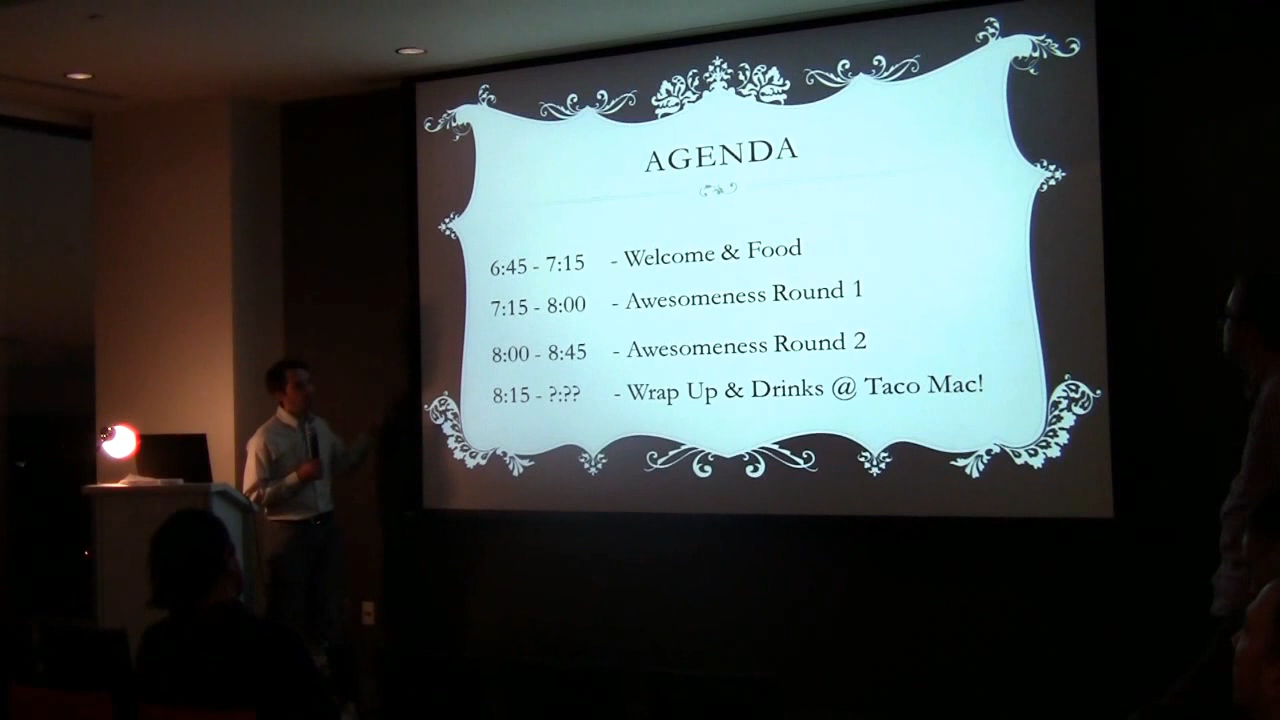 AGENDA
6:45 - 7:15 - Welcome & Food
7:15 - 8:00 - Awesomeness Round 1
8:00 - 8:45 - Awesomeness Round 2
8:15 - ?:?? - Wrap Up & Drinks @ Taco Mac!